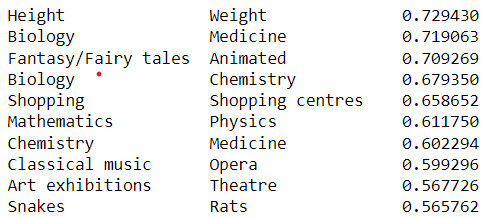 Height Weight 0.729430
Biology Medicine 0.719063
Fantasy/Fairy tales Animated 0.709269
Biology Chemistry 0.679350
Shopping Shopping centres 0.658652
Mathematics Physics 0.611750
Chemistry Medicine 0.602294
Classical music Opera 0.599296
Art exhibitions Theatre 0.567726
Snakes Rats 0.565762